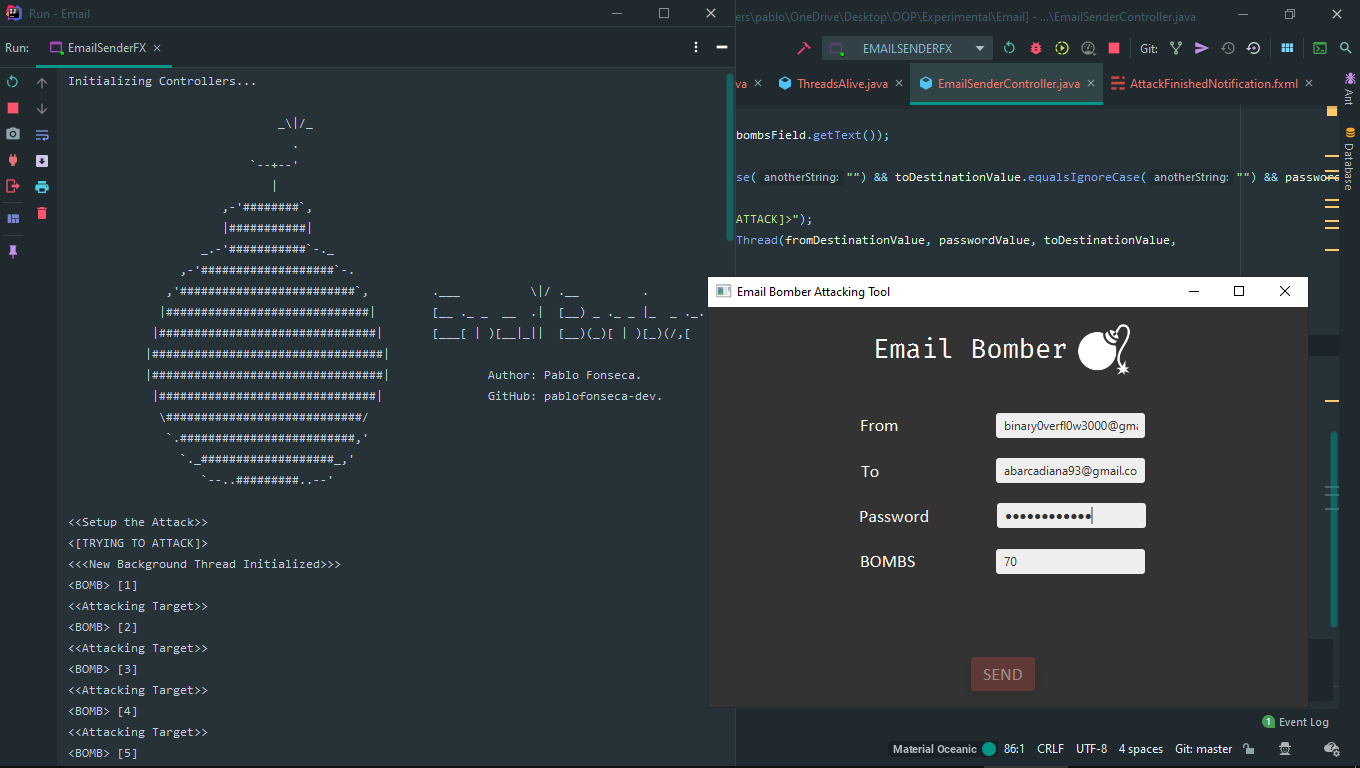 Run - Email
ers\pablo\OneDrive\Desktop\OOP\Experimental\Email] - ...\EmailSenderController.java
Run: EmailSenderFX
EMAILSENDERFX Git:
va ThreadsAlive.java EmailSenderController.java AttackFinishedNotification.fxml
Ant
Database
Initializing Controllers...
bombsField.getText());
se( anotherString: "") && toDestinationValue.equalsIgnoreCase( anotherString: "") && password
ATTACK]>");
Thread(fromDestinationValue, passwordValue, toDestinationValue,
Author: Pablo Fonseca.
GitHub: pablofonseca-dev.
<<Setup the Attack>>
<[TRYING TO ATTACK]>
<<<New Background Thread Initialized>>>
<BOMB> [1]
<<Attacking Target>>
<BOMB> [2]
<<Attacking Target>>
<BOMB> [3]
<<Attacking Target>>
<BOMB> [4]
<<Attacking Target>>
<BOMB> [5]
Email Bomber Attacking Tool
Email Bomber
From binary0verfl0w3000@gma
To abarcadiana93@gmail.co
Password ••••••••••••
BOMBS 70
SEND
1 Event Log
Material Oceanic 86:1 CRLF UTF-8 4 spaces Git: master